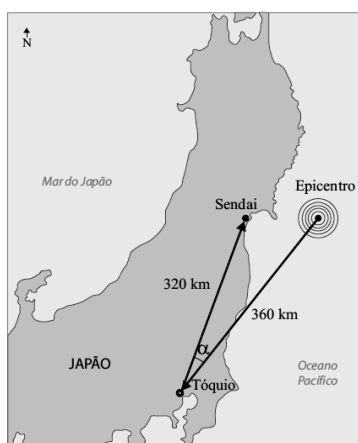 N
Mar do Japão
Sendai
Epicentro
320 km
360 km
α
JAPÃO
Tóquio
Oceano
Pacífico